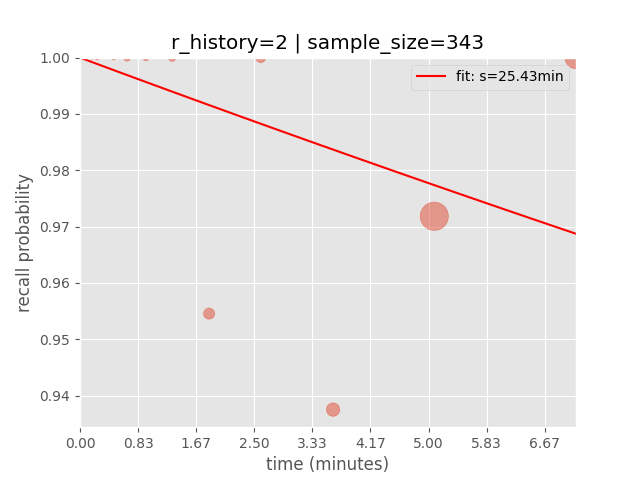 r_history=2 | sample_size=343
fit: s=25.43min
1.00
0.99
0.98
0.97
0.96
0.95
0.94
recall probability
0.00 0.83 1.67 2.50 3.33 4.17 5.00 5.83 6.67
time (minutes)